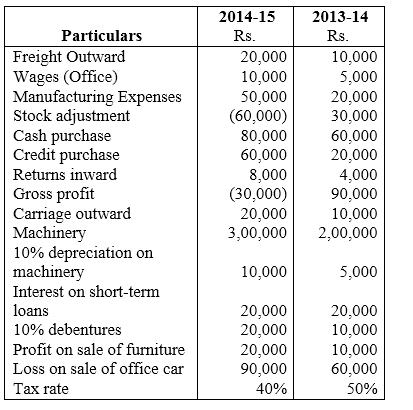 Particulars 2014-15 Rs. 2013-14 Rs.
Freight Outward 20,000 10,000
Wages (Office) 10,000 5,000
Manufacturing Expenses 50,000 20,000
Stock adjustment (60,000) 30,000
Cash purchase 80,000 60,000
Credit purchase 60,000 20,000
Returns inward 8,000 4,000
Gross profit (30,000) 90,000
Carriage outward 20,000 10,000
Machinery 3,00,000 2,00,000
10% depreciation on
machinery 10,000 5,000
Interest on short-term
loans 20,000 20,000
10% debentures 20,000 10,000
Profit on sale of furniture 20,000 10,000
Loss on sale of office car 90,000 60,000
Tax rate 40% 50%